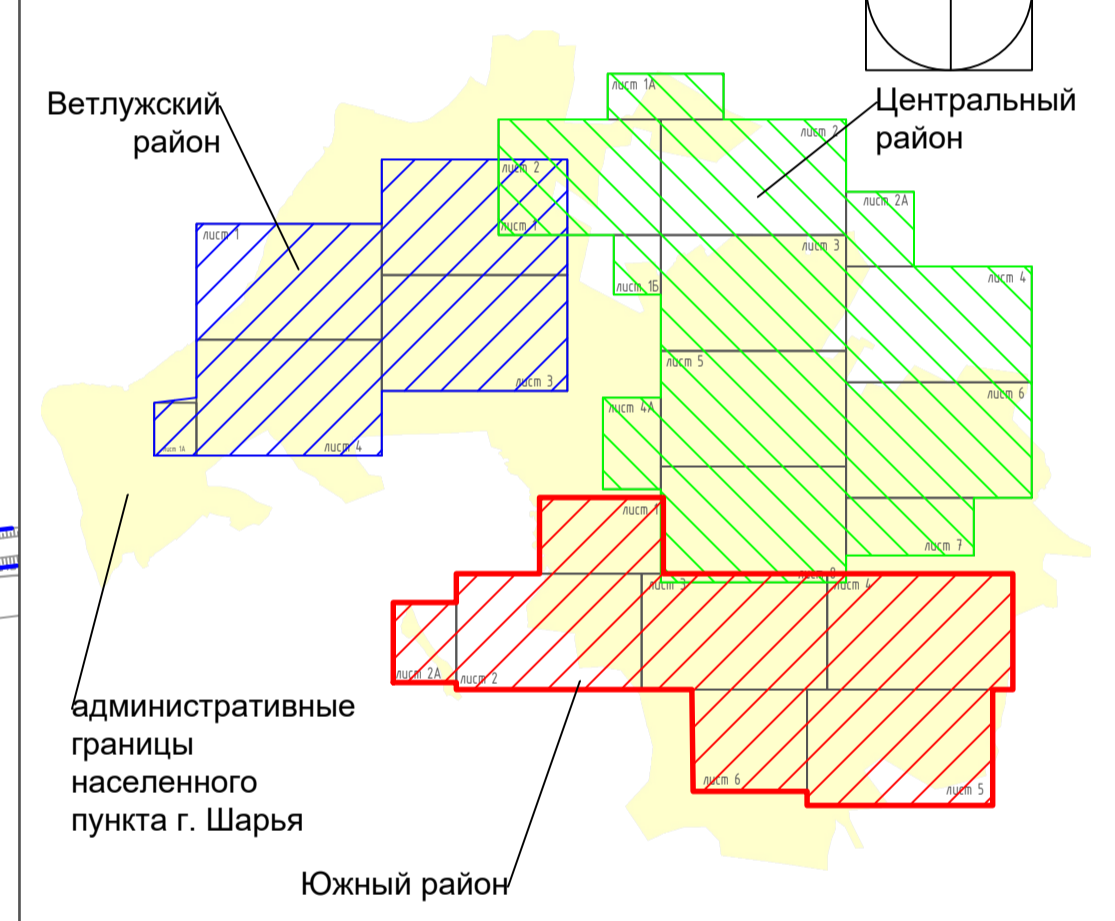 лист 1А
Ветлужский
район
Центральный
район
лист 2
лист 2
лист 2А
лист 1
лист 1
лист 3
лист 4
лист 1Б
лист 5
лист 3
лист 6
лист 4А
лист 1А
лист 4
лист 1
лист 7
лист 8
лист 3
лист 4
лист 2А
лист 2
административные
границы
населенного
пункта г. Шарья
лист 6
лист 5
Южный район